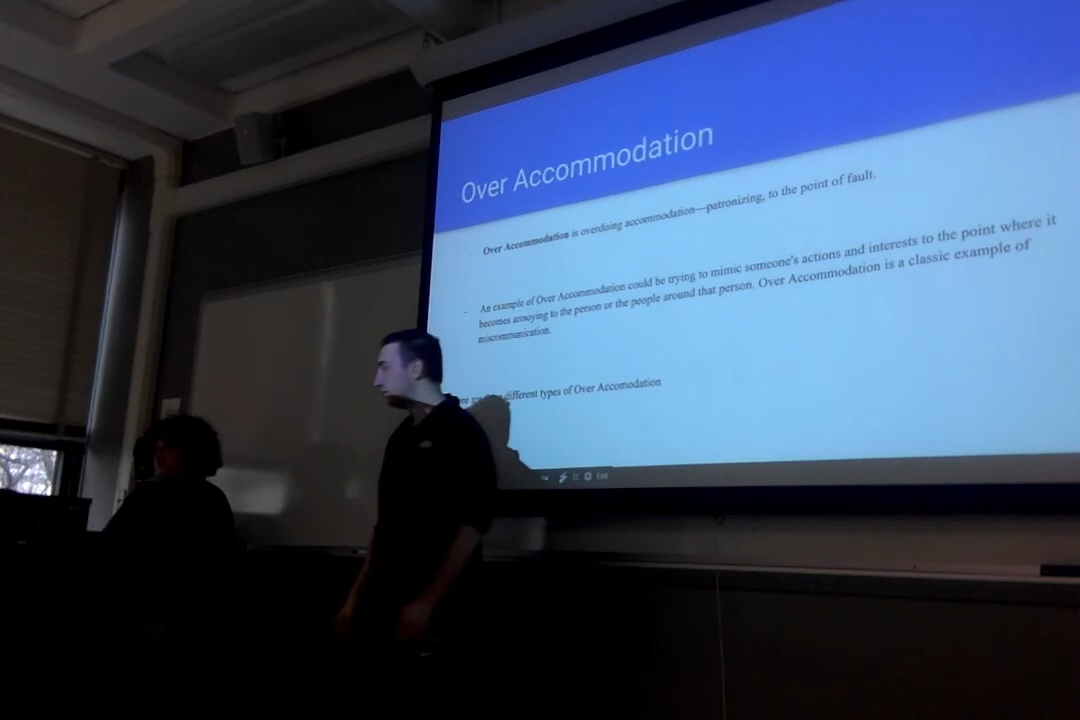 Over Accommodation
Over Accommodation is overdoing accommodation—patronizing, to the point of fault.
- An example of Over Accommodation could be trying to mimic someone's actions and interests to the point where it
becomes annoying to the person or the people around that person. Over Accommodation is a classic example of
miscommunication.
different types of Over Accomodation
Exit